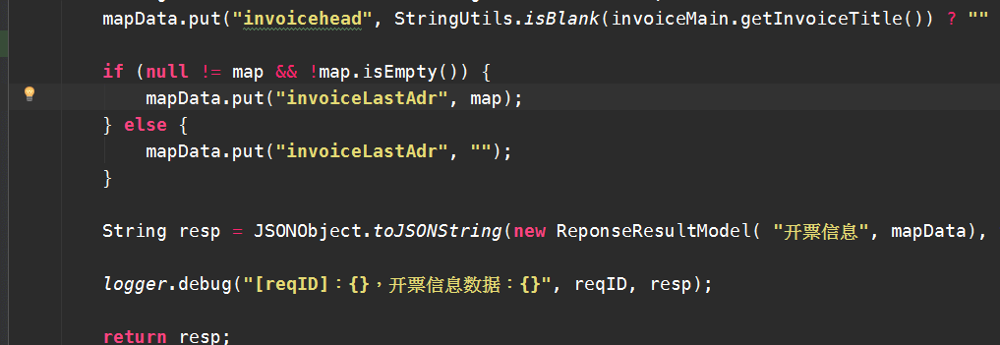 mapData.put("invoicehead", StringUtils.isBlank(invoiceMain.getInvoiceTitle()) ? ""
if (null != map && !map.isEmpty()) {
mapData.put("invoiceLastAdr", map);
} else {
mapData.put("invoiceLastAdr", "");
}
String resp = JSONObject.toJSONString(new ReponseResultModel( "开票信息", mapData),
logger.debug("[reqID]：{}，开票信息数据：{}", reqID, resp);
return resp;